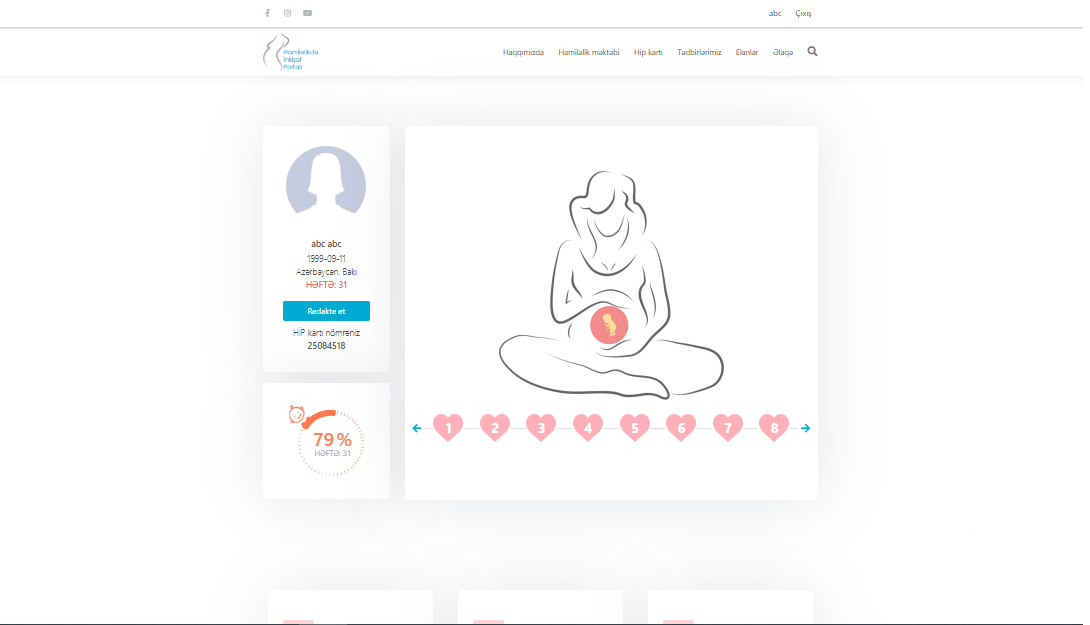 abc Çıxış
Hamiləlikdə
İnkişaf
Portalı
Haqqımızda Hamiləlik məktəbi Hip kartı Tədbirlərimiz Elanlar Əlaqə
abc abc
1999-09-11
Azərbaycan, Bakı
HƏFTƏ: 31
Redaktə et
HİP kartı nömrəniz
25084518
79 %
HƏFTƏ: 31
1 2 3 4 5 6 7 8